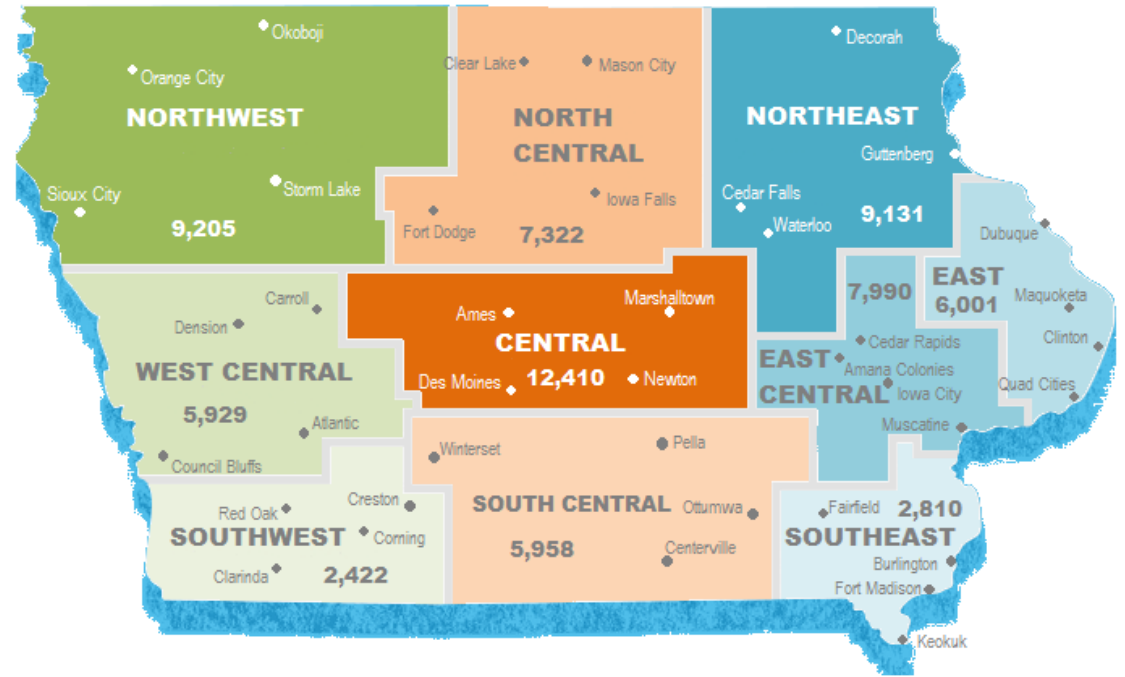 Okoboji
Orange City
NORTHWEST
Sioux City
Storm Lake
9,205
Clear Lake
Mason City
NORTH
CENTRAL
Iowa Falls
Fort Dodge
7,322
Decorah
NORTHEAST
Guttenberg
Cedar Falls
Waterloo
9,131
Dubuque
EAST
6,001
Maquoketa
Clinton
Quad Cities
Carroll
Dension
WEST CENTRAL
5,929
Atlantic
Council Bluffs
Marshalltown
Ames
CENTRAL
Des Moines
12,410
Newton
7,990
Cedar Rapids
EAST
Amana Colonies
CENTRAL
Iowa City
Muscatine
Creston
Red Oak
SOUTHWEST
Corning
Clarinda
2,422
Winterset
Pella
SOUTH CENTRAL
Ottumwa
5,958
Centerville
Fairfield
2,810
SOUTHEAST
Burlington
Fort Madison
Keokuk